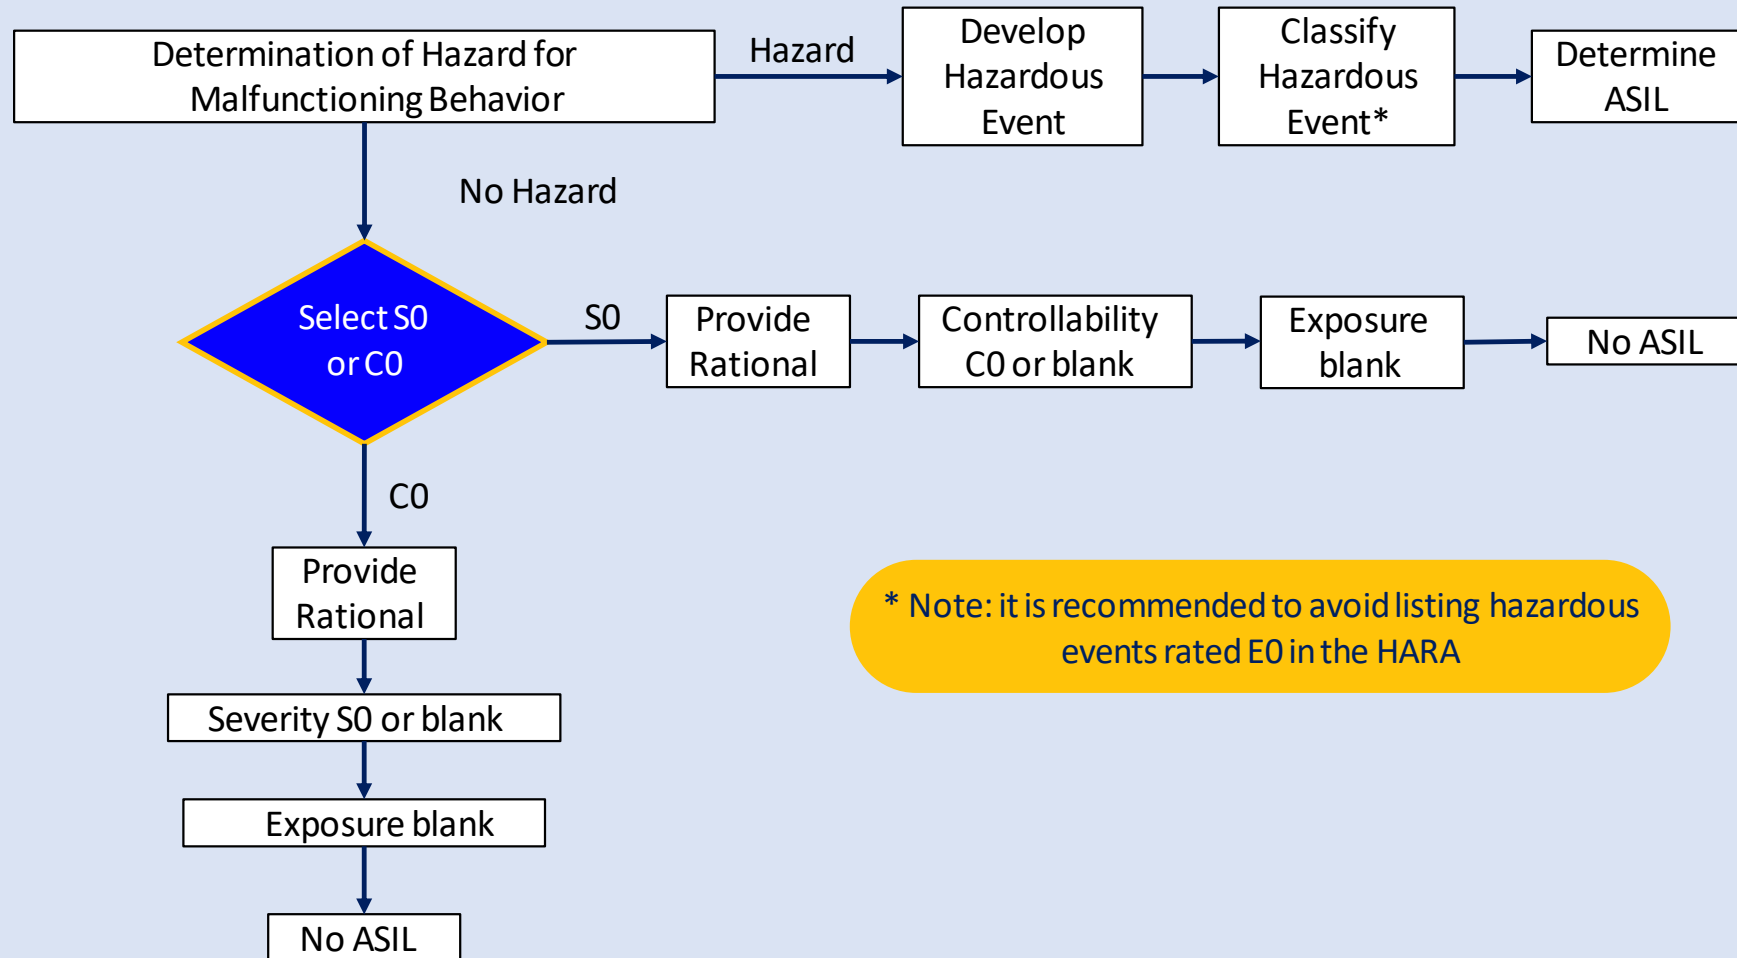 Determination of Hazard for
Malfunctioning Behavior
Hazard
Develop
Hazardous
Event
Classify
Hazardous
Event*
Determine
ASIL
No Hazard
Select S0
or C0
S0
Provide
Rational
Controllability
C0 or blank
Exposure
blank
No ASIL
C0
Provide
Rational
Severity S0 or blank
Exposure blank
No ASIL
* Note: it is recommended to avoid listing hazardous
events rated E0 in the HARA